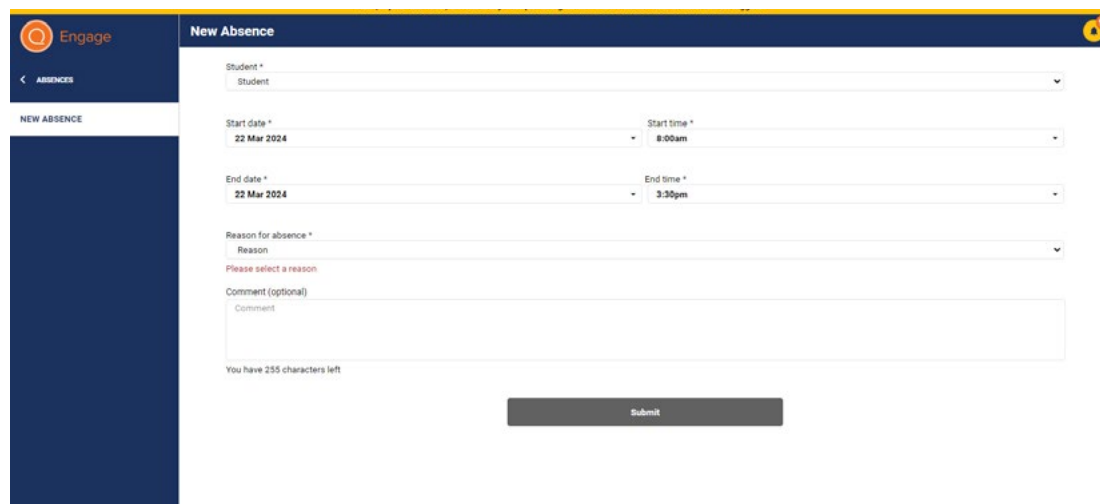 Engage
New Absence
ABSENCES
NEW ABSENCE
Student *
Student
Start date *
Start time *
22 Mar 2024
8:00am
End date *
End time *
22 Mar 2024
3:30pm
Reason for absence *
Reason
Please select a reason
Comment (optional)
Comment
You have 255 characters left
Submit